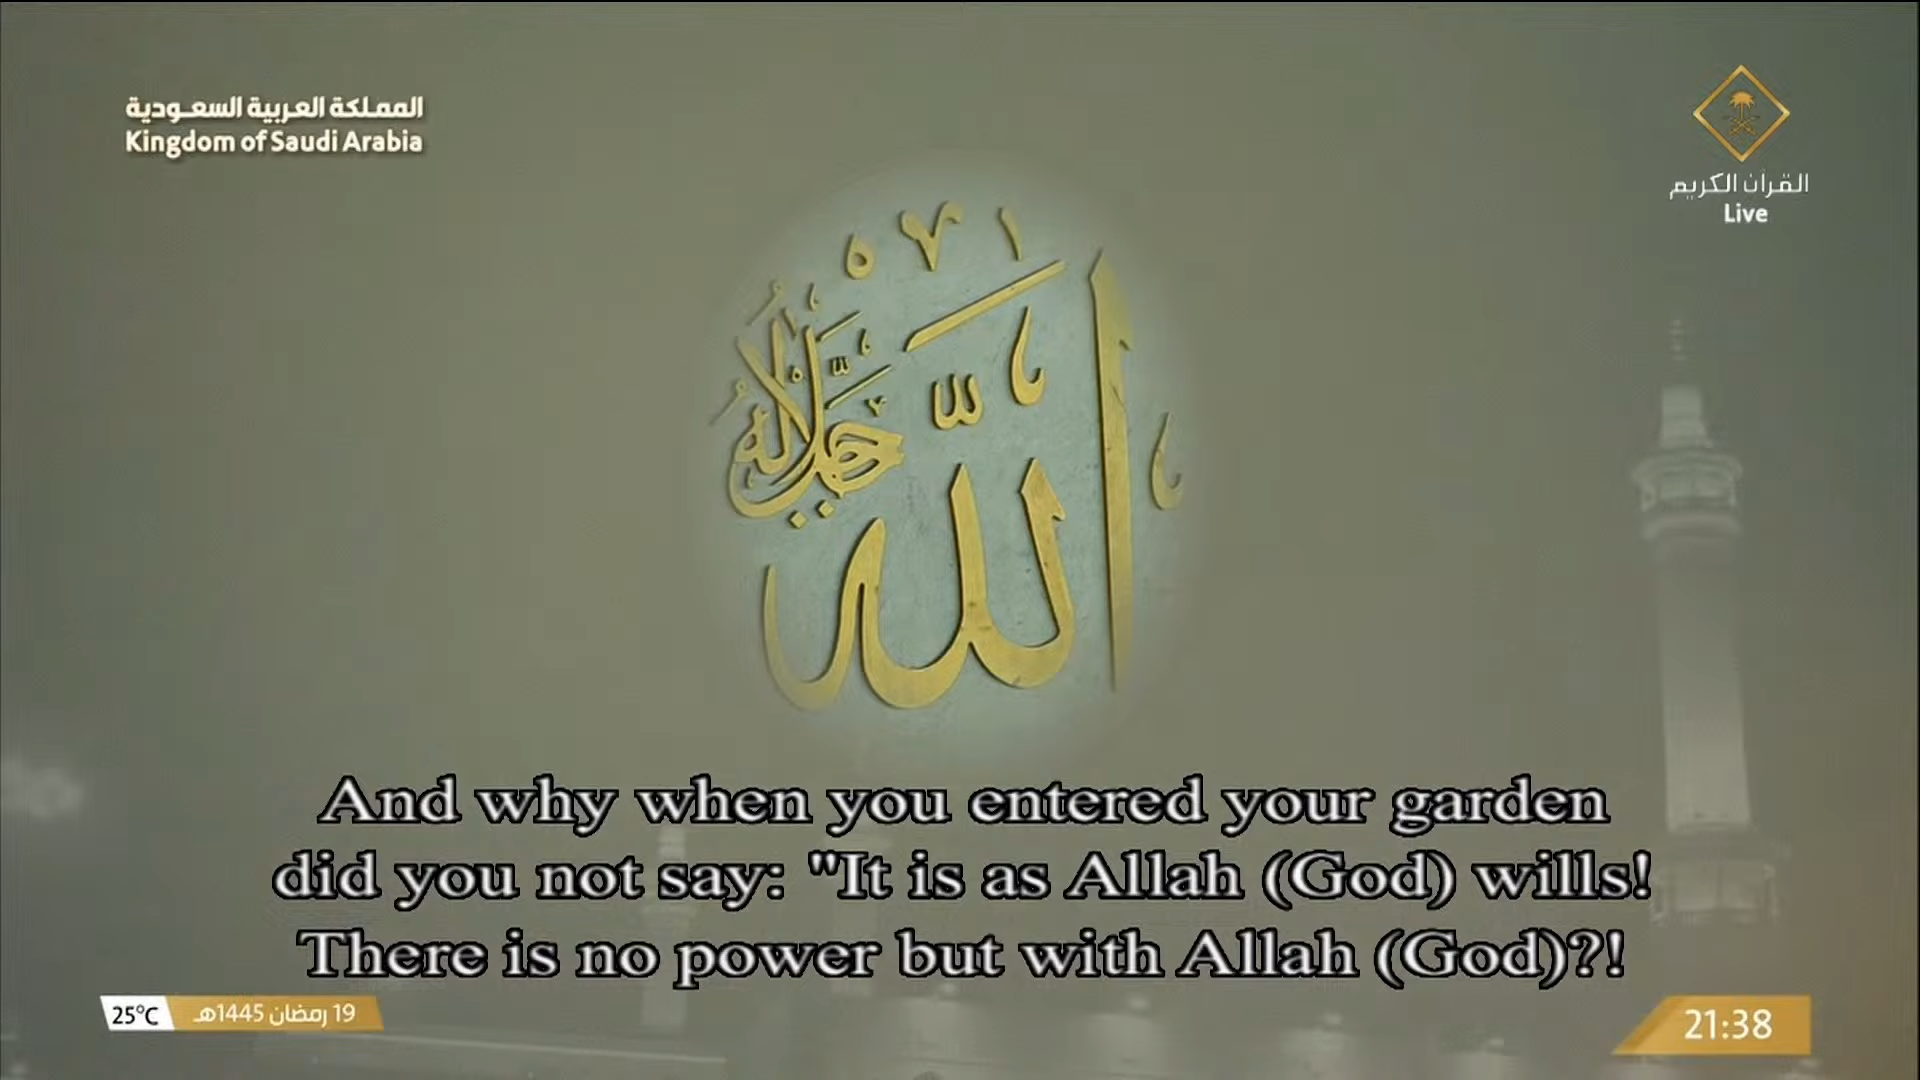 المملكة العربية السعودية
Kingdom of Saudi Arabia
القرآن الكريم
Live
الله
جل جلاله
And why when you entered your garden
did you not say: "It is as Allah (God) wills!
There is no power but with Allah (God)?!
25°C
19 رمضان 1445هـ
21:38